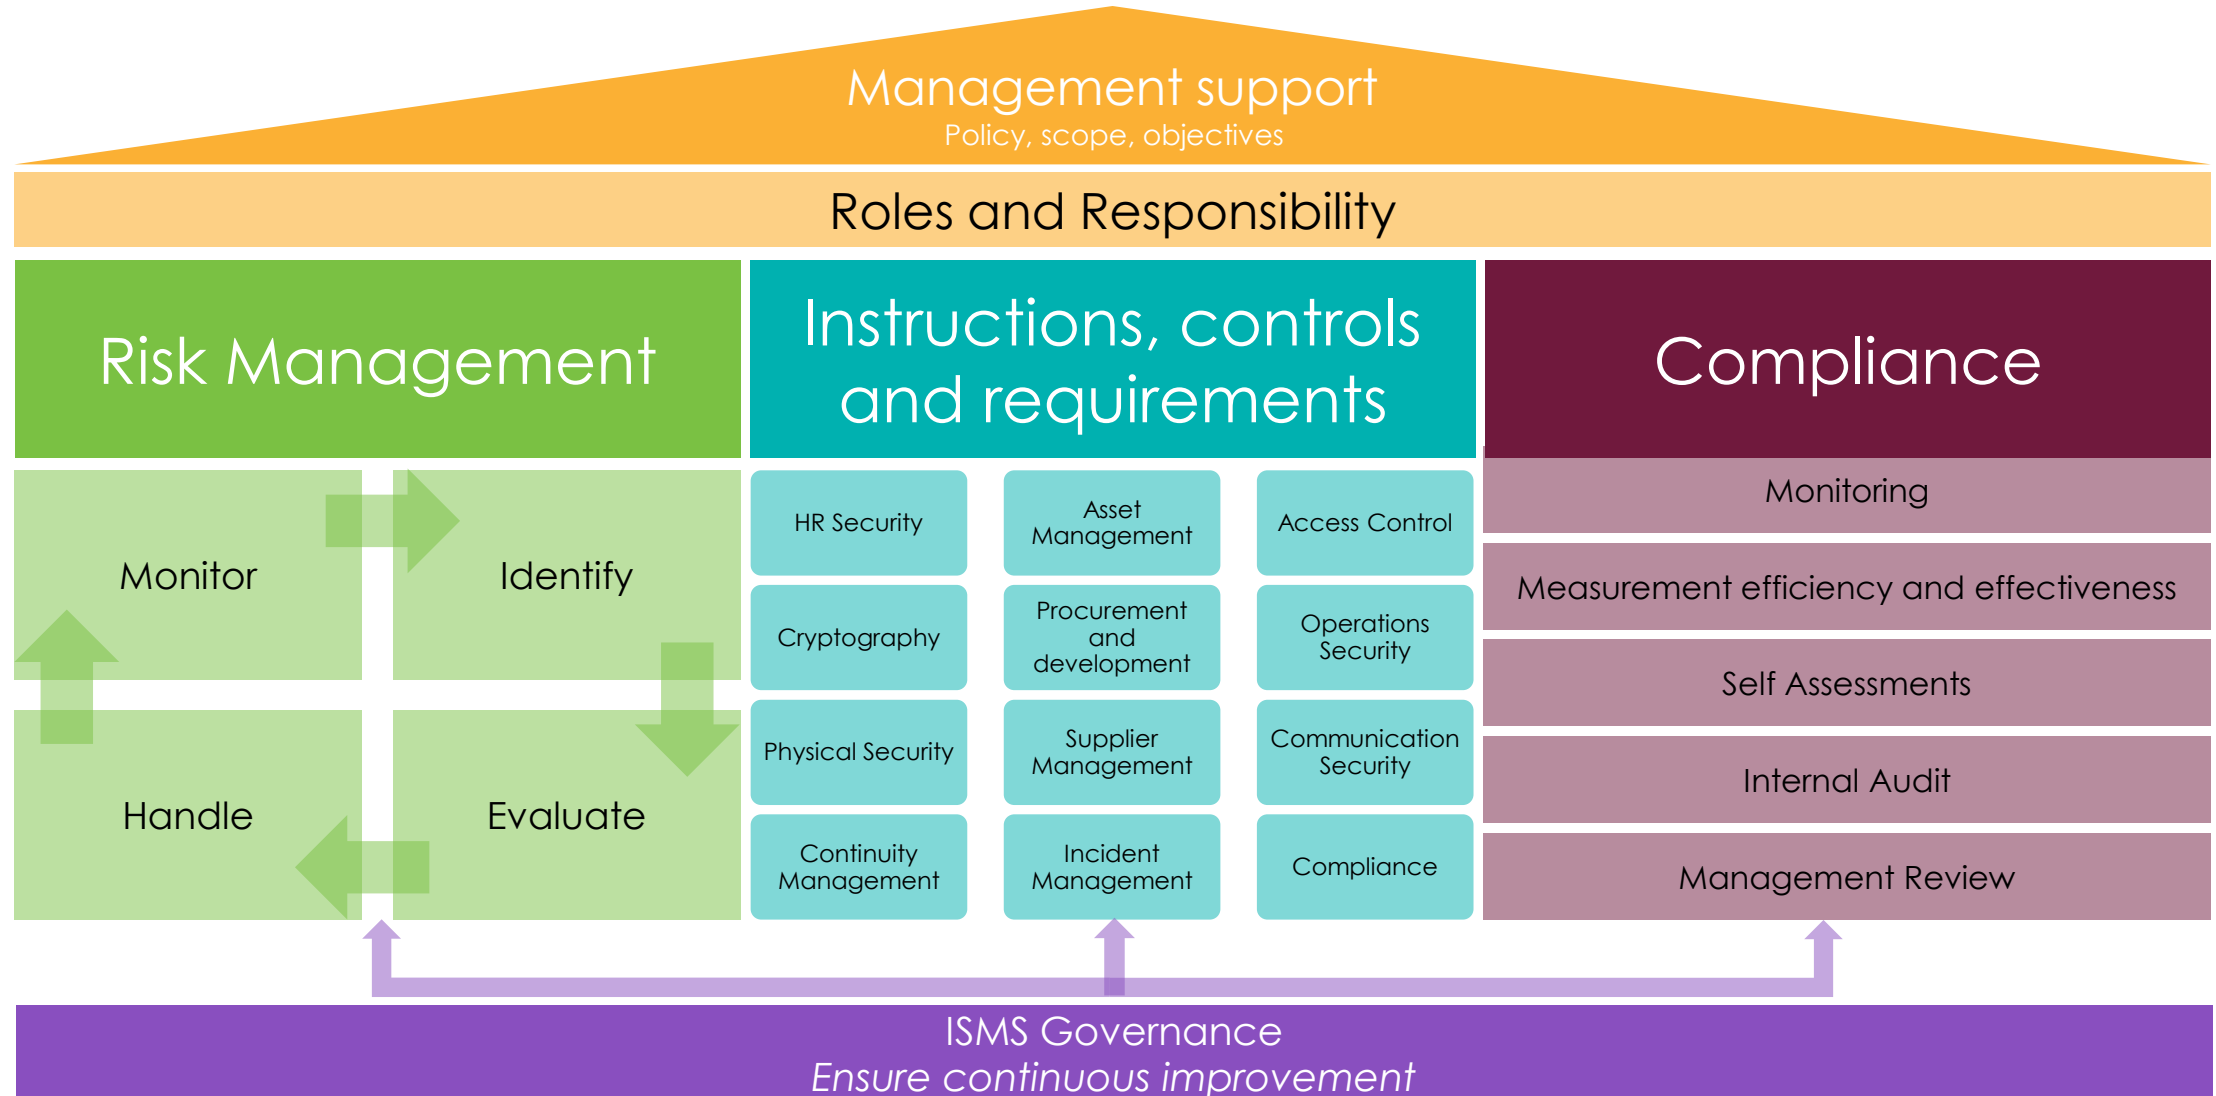 Management support
Policy, scope, objectives
Roles and Responsibility
Risk Management
Instructions, controls
and requirements
Compliance
Monitor
Identify
Handle
Evaluate
HR Security
Asset
Management
Access Control
Cryptography
Procurement
and
development
Operations
Security
Physical Security
Supplier
Management
Communication
Security
Continuity
Management
Incident
Management
Compliance
Monitoring
Measurement efficiency and effectiveness
Self Assessments
Internal Audit
Management Review
ISMS Governance
Ensure continuous improvement